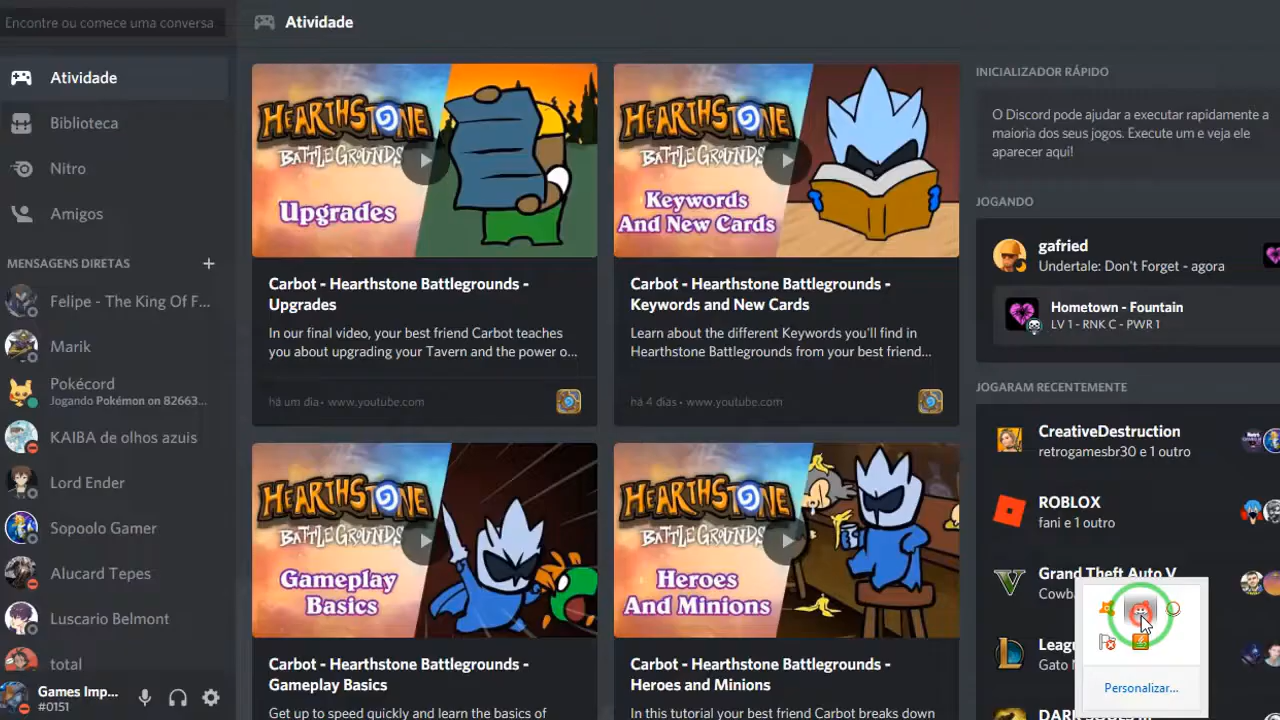 Encontre ou comece uma conversa
Atividade
Atividade
Biblioteca
Nitro
Amigos
MENSAGENS DIRETAS
Felipe - The King Of F...
Marik
Pokécord
Jogando Pokémon on 82663...
KAIBA de olhos azuis
Lord Ender
Sopoolo Gamer
Alucard Tepes
Luscario Belmont
total
Games Imp...
#0151
HEARTHSTONE
BATTLEGROUNDS
Upgrades
Carbot - Hearthstone Battlegrounds -
Upgrades
In our final video, your best friend Carbot teaches
you about upgrading your Tavern and the power o...
há um dia • www.youtube.com
HEARTHSTONE
BATTLEGROUNDS
Keywords
And New Cards
Carbot - Hearthstone Battlegrounds -
Keywords and New Cards
Learn about the different Keywords you'll find in
Hearthstone Battlegrounds from your best friend...
há 4 dias • www.youtube.com
HEARTHSTONE
BATTLEGROUNDS
Gameplay
Basics
Carbot - Hearthstone Battlegrounds -
Gameplay Basics
Get up to speed quickly and learn the basics of
HEARTHSTONE
BATTLEGROUNDS
Heroes
And Minions
Carbot - Hearthstone Battlegrounds -
Heroes and Minions
In this tutorial your best friend Carbot breaks down
INICIALIZADOR RÁPIDO
O Discord pode ajudar a executar rapidamente a
maioria dos seus jogos. Execute um e veja ele
aparecer aqui!
JOGANDO
gafried
Undertale: Don't Forget - agora
Hometown - Fountain
LV 1 - RNK C - PWR 1
JOGARAM RECENTEMENTE
CreativeDestruction
retrogamesbr30 e 1 outro
ROBLOX
fani e 1 outro
Grand Theft Auto V
Cowb
Leag
Gato
Personalizar...